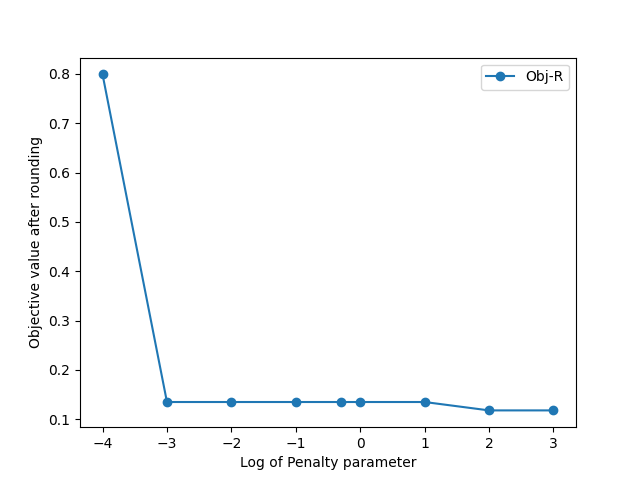 Obj-R
0.8
0.7
0.6
0.5
0.4
0.3
0.2
0.1
Objective value after rounding
−4 −3 −2 −1 0 1 2 3
Log of Penalty parameter